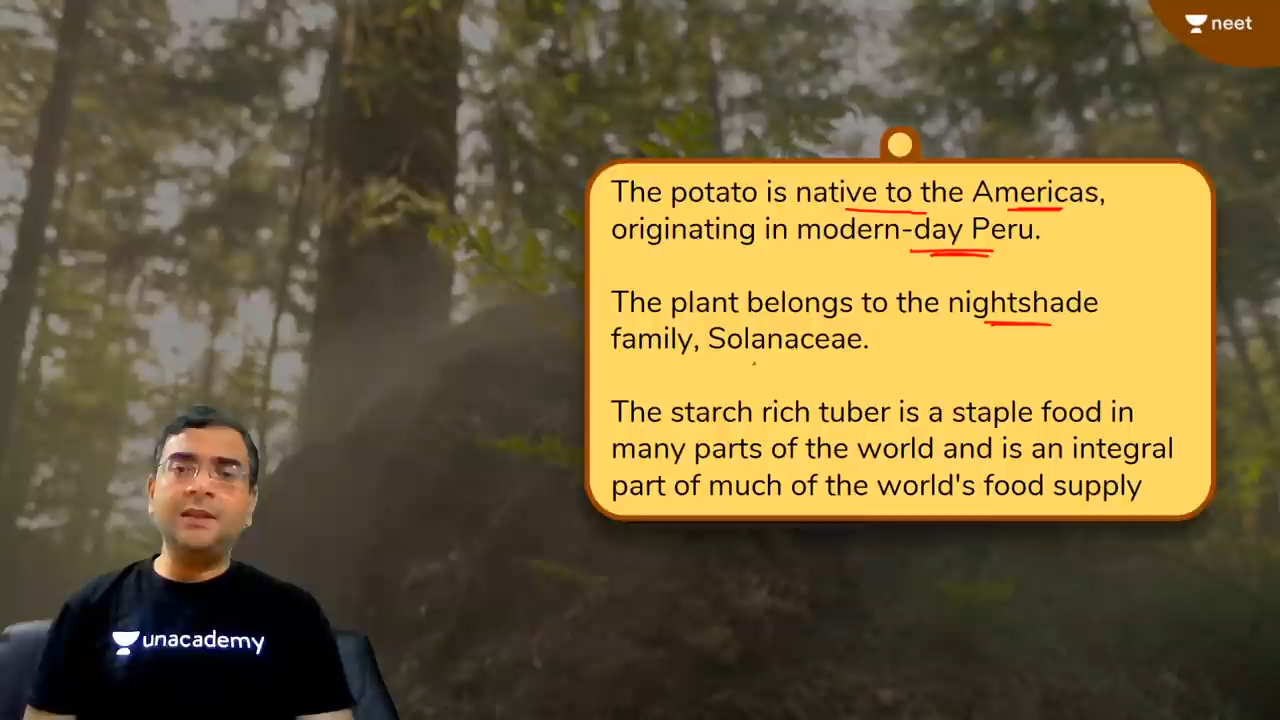 neet
The potato is native to the Americas,
originating in modern-day Peru.
The plant belongs to the nightshade
family, Solanaceae.
The starch rich tuber is a staple food in
many parts of the world and is an integral
part of much of the world's food supply
unacademy